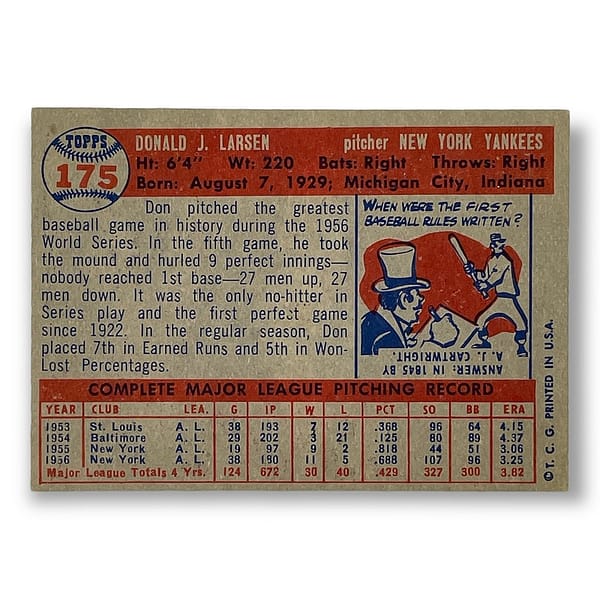 TOPPS
175
DONALD J. LARSEN pitcher NEW YORK YANKEES
Ht: 6'4" Wt: 220 Bats: Right Throws: Right
Born: August 7, 1929; Michigan City, Indiana
Don pitched the greatest
baseball game in history during the 1956
World Series. In the fifth game, he took
the mound and hurled 9 perfect innings—
nobody reached 1st base—27 men up, 27
men down. It was the only no-hitter in
Series play and the first perfect game
since 1922. In the regular season, Don
placed 7th in Earned Runs and 5th in Won-
Lost Percentages.
WHEN WERE THE FIRST
BASEBALL RULES WRITTEN?
ANSWER: IN 1845 BY
A. J. CARTWRIGHT.
COMPLETE MAJOR LEAGUE PITCHING RECORD
YEAR CLUB LEA. G IP W L PCT SO BB ERA
1953 St. Louis A. L. 38 193 7 12 .368 96 64 4.15
1954 Baltimore A. L. 29 202 3 21 .125 80 89 4.37
1955 New York A. L. 19 97 9 2 .818 44 51 3.06
1956 New York A. L. 38 180 11 5 .688 107 96 3.25
Major League Totals 4 Yrs. 124 672 30 40 .429 327 300 3.82
©T. C. G. PRINTED IN U.S.A.